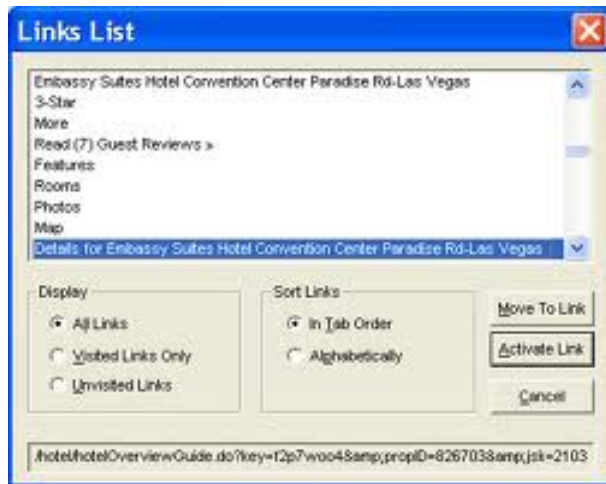 Links List
Embassy Suites Hotel Convention Center Paradise Rd-Las Vegas
3-Star
More
Read (7) Guest Reviews »
Features
Rooms
Photos
Map
Details for Embassy Suites Hotel Convention Center Paradise Rd-Las Vegas
Display
All Links
Visited Links Only
Unvisited Links
Sort Links
In Tab Order
Alphabetically
Move To Link
Activate Link
Cancel
/hotel/hotelOverviewGuide.do?key=f2p7woo4&amp;propID=826703&amp;jsk=2103